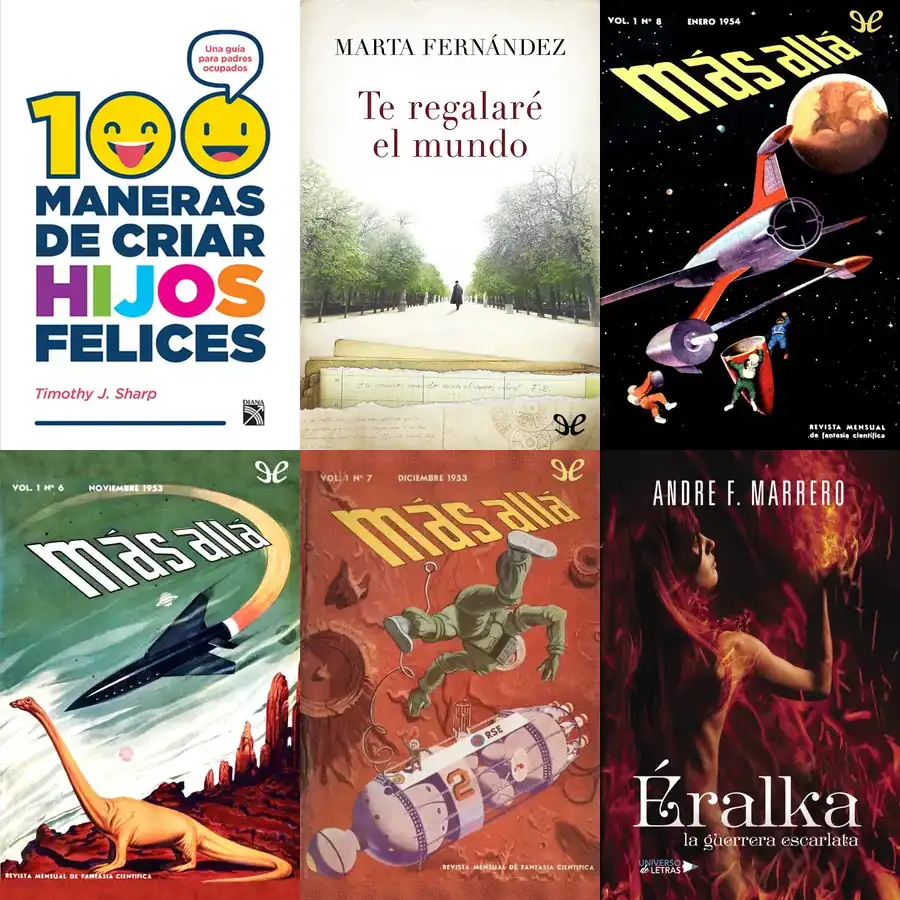 Una guía
para padres
ocupados
100
MANERAS
DE CRIAR
HIJOS
FELICES
Timothy J. Sharp
DIANA
MARTA FERNÁNDEZ
Te regalaré
el mundo
VOL. 1 Nº 8 ENERO 1954
más allá
REVISTA MENSUAL
de fantasía científica
VOL. 1 Nº 6 NOVIEMBRE 1953
más allá
REVISTA MENSUAL DE FANTASIA CIENTIFICA
VOL. 1 Nº 7 DICIEMBRE 1953
más allá
RSE
2
REVISTA MENSUAL DE FANTASIA CIENTIFICA
ANDRE F. MARRERO
Éralka
la guerrera escarlata
UNIVERSO
de LETRAS